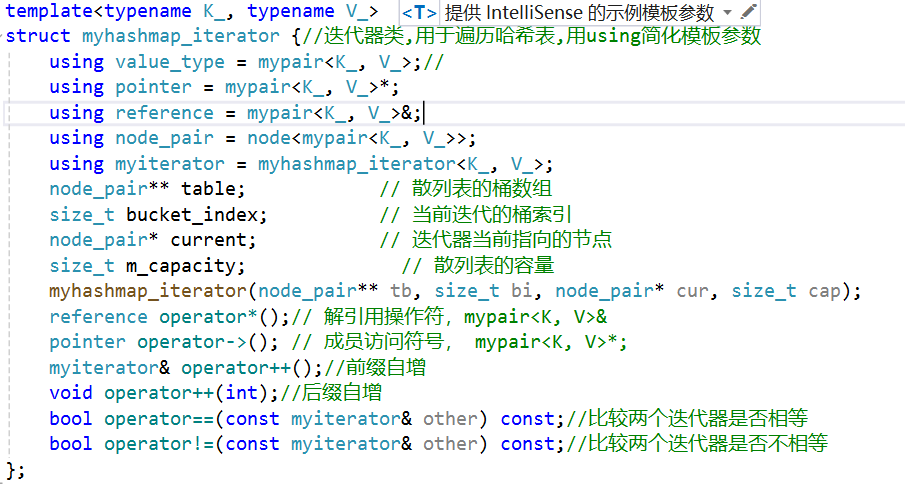 template<typename K_, typename V_> <T> 提供 IntelliSense 的示例模板参数
struct myhashmap_iterator {//迭代器类,用于遍历哈希表,用using简化模板参数
    using value_type = mypair<K_, V_>;//
    using pointer = mypair<K_, V_>*;
    using reference = mypair<K_, V_>&;
    using node_pair = node<mypair<K_, V_>>;
    using myiterator = myhashmap_iterator<K_, V_>;
    node_pair** table;            // 散列表的桶数组
    size_t bucket_index;          // 当前迭代的桶索引
    node_pair* current;           // 迭代器当前指向的节点
    size_t m_capacity;              // 散列表的容量
    myhashmap_iterator(node_pair** tb, size_t bi, node_pair* cur, size_t cap);
    reference operator*();// 解引用操作符，mypair<K, V>&
    pointer operator->(); // 成员访问符号， mypair<K, V>*;
    myiterator& operator++();//前缀自增
    void operator++(int);//后缀自增
    bool operator==(const myiterator& other) const;//比较两个迭代器是否相等
    bool operator!=(const myiterator& other) const;//比较两个迭代器是否不相等
};